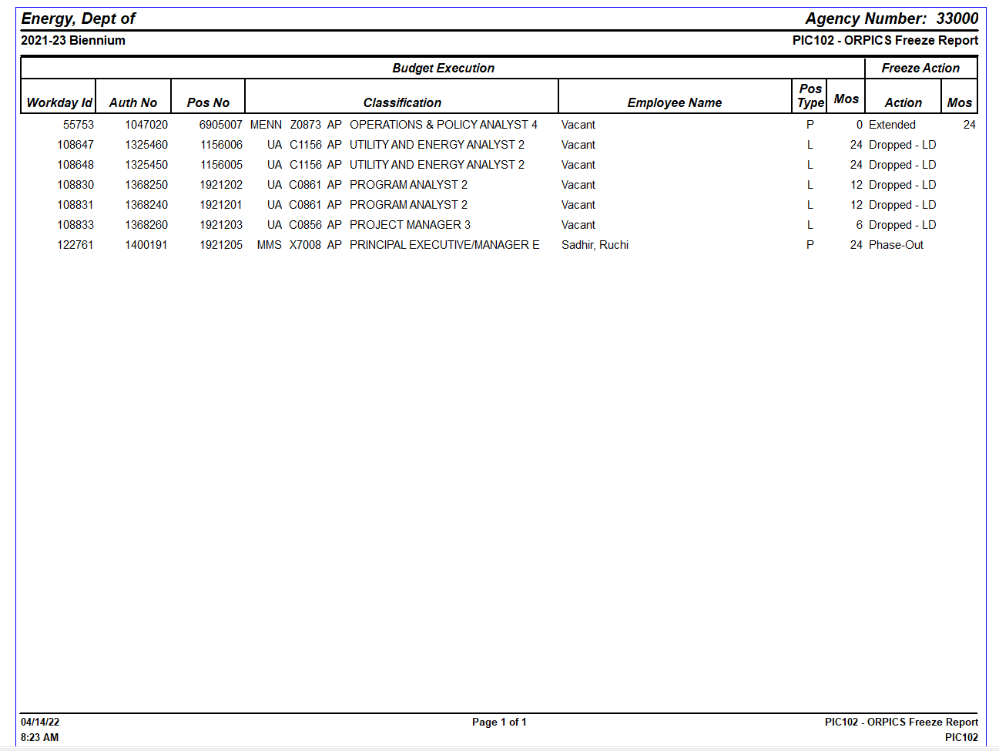 Energy, Dept of Agency Number: 33000
2021-23 Biennium PIC102 - ORPICS Freeze Report
Budget Execution Freeze Action
Workday Id Auth No Pos No Classification Employee Name Pos Type Mos Action Mos
55753 1047020 6905007 MENN Z0873 AP OPERATIONS & POLICY ANALYST 4 Vacant P 0 Extended 24
108647 1325460 1156006 UA C1156 AP UTILITY AND ENERGY ANALYST 2 Vacant L 24 Dropped - LD
108648 1325450 1156005 UA C1156 AP UTILITY AND ENERGY ANALYST 2 Vacant L 24 Dropped - LD
108830 1368250 1921202 UA C0861 AP PROGRAM ANALYST 2 Vacant L 12 Dropped - LD
108831 1368240 1921201 UA C0861 AP PROGRAM ANALYST 2 Vacant L 12 Dropped - LD
108833 1368260 1921203 UA C0856 AP PROJECT MANAGER 3 Vacant L 6 Dropped - LD
122761 1400191 1921205 MMS X7008 AP PRINCIPAL EXECUTIVE/MANAGER E Sadhir, Ruchi P 24 Phase-Out
04/14/22 Page 1 of 1 PIC102 - ORPICS Freeze Report
8:23 AM PIC102